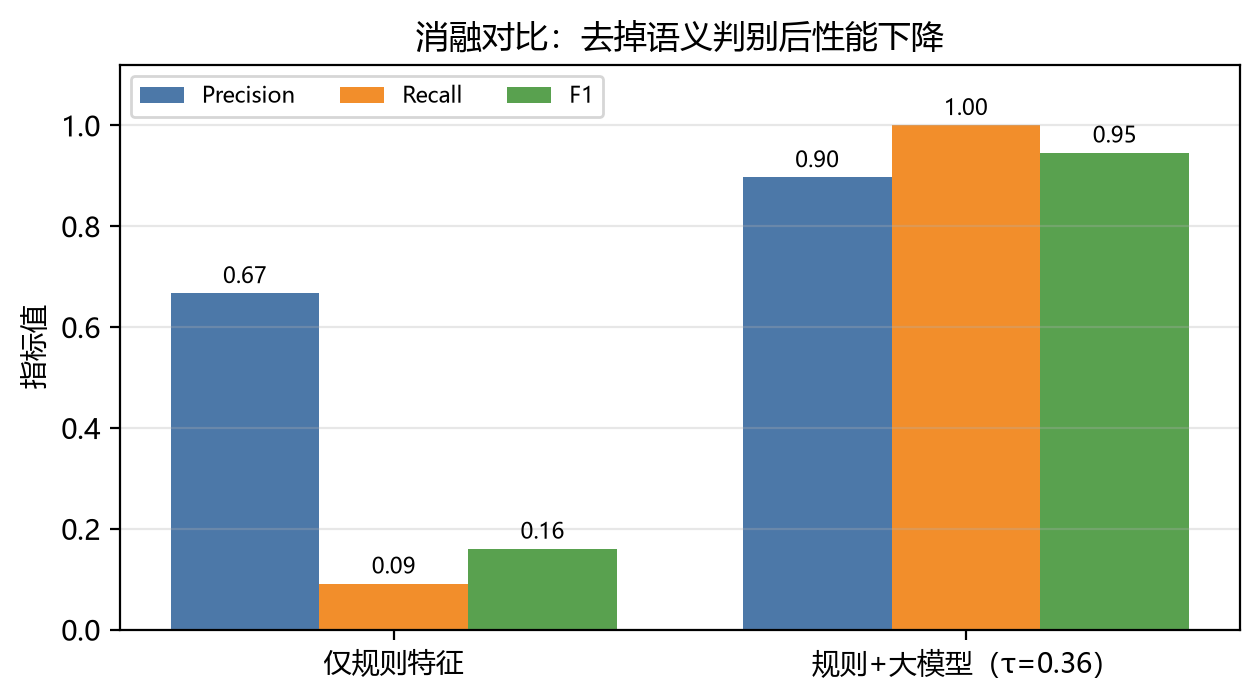 消融对比：去掉语义判别后性能下降
Precision
Recall
F1
指标值
1.0
0.8
0.6
0.4
0.2
0.0
0.67
0.09
0.16
0.90
1.00
0.95
仅规则特征
规则+大模型（τ=0.36）